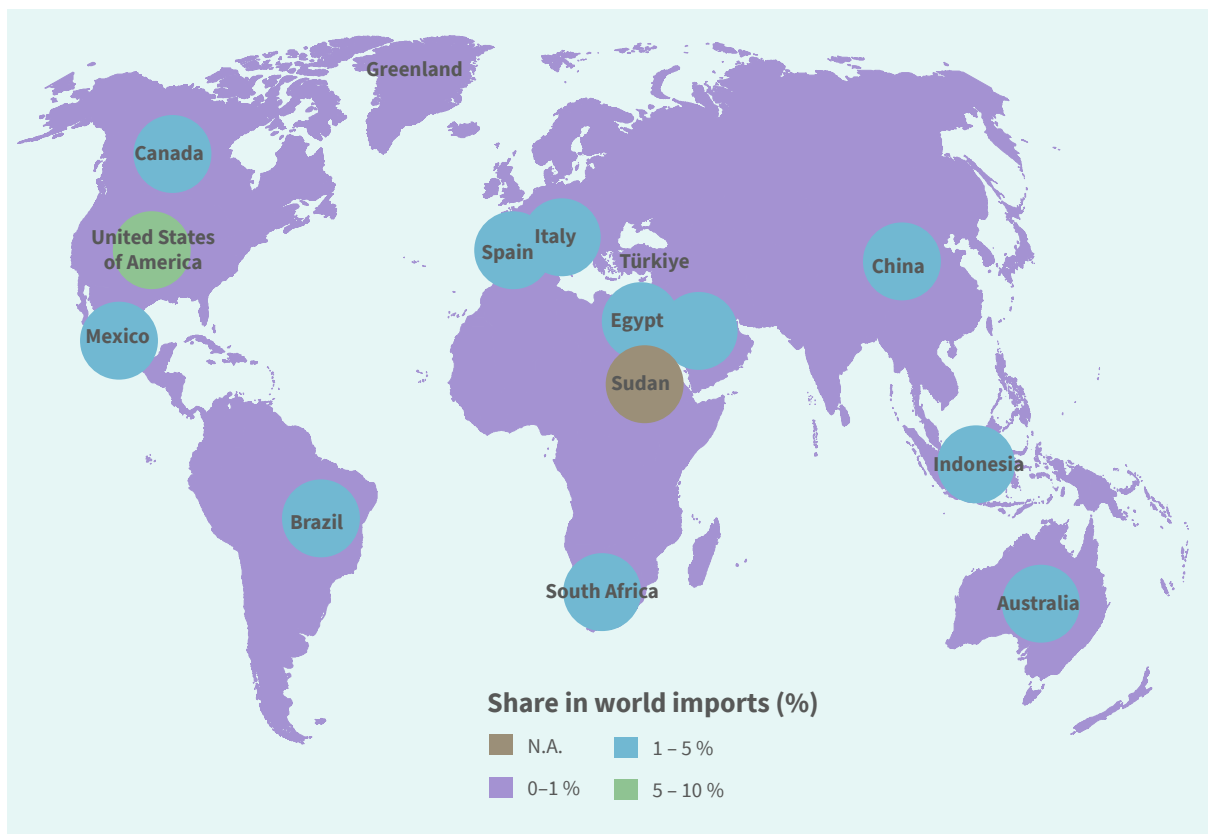 Greenland
Canada
United States
of America
Mexico
Brazil
Spain
Italy
Türkiye
Egypt
Sudan
South Africa
China
Indonesia
Australia
Share in world imports (%)
N.A.
1 – 5 %
0–1 %
5 – 10 %